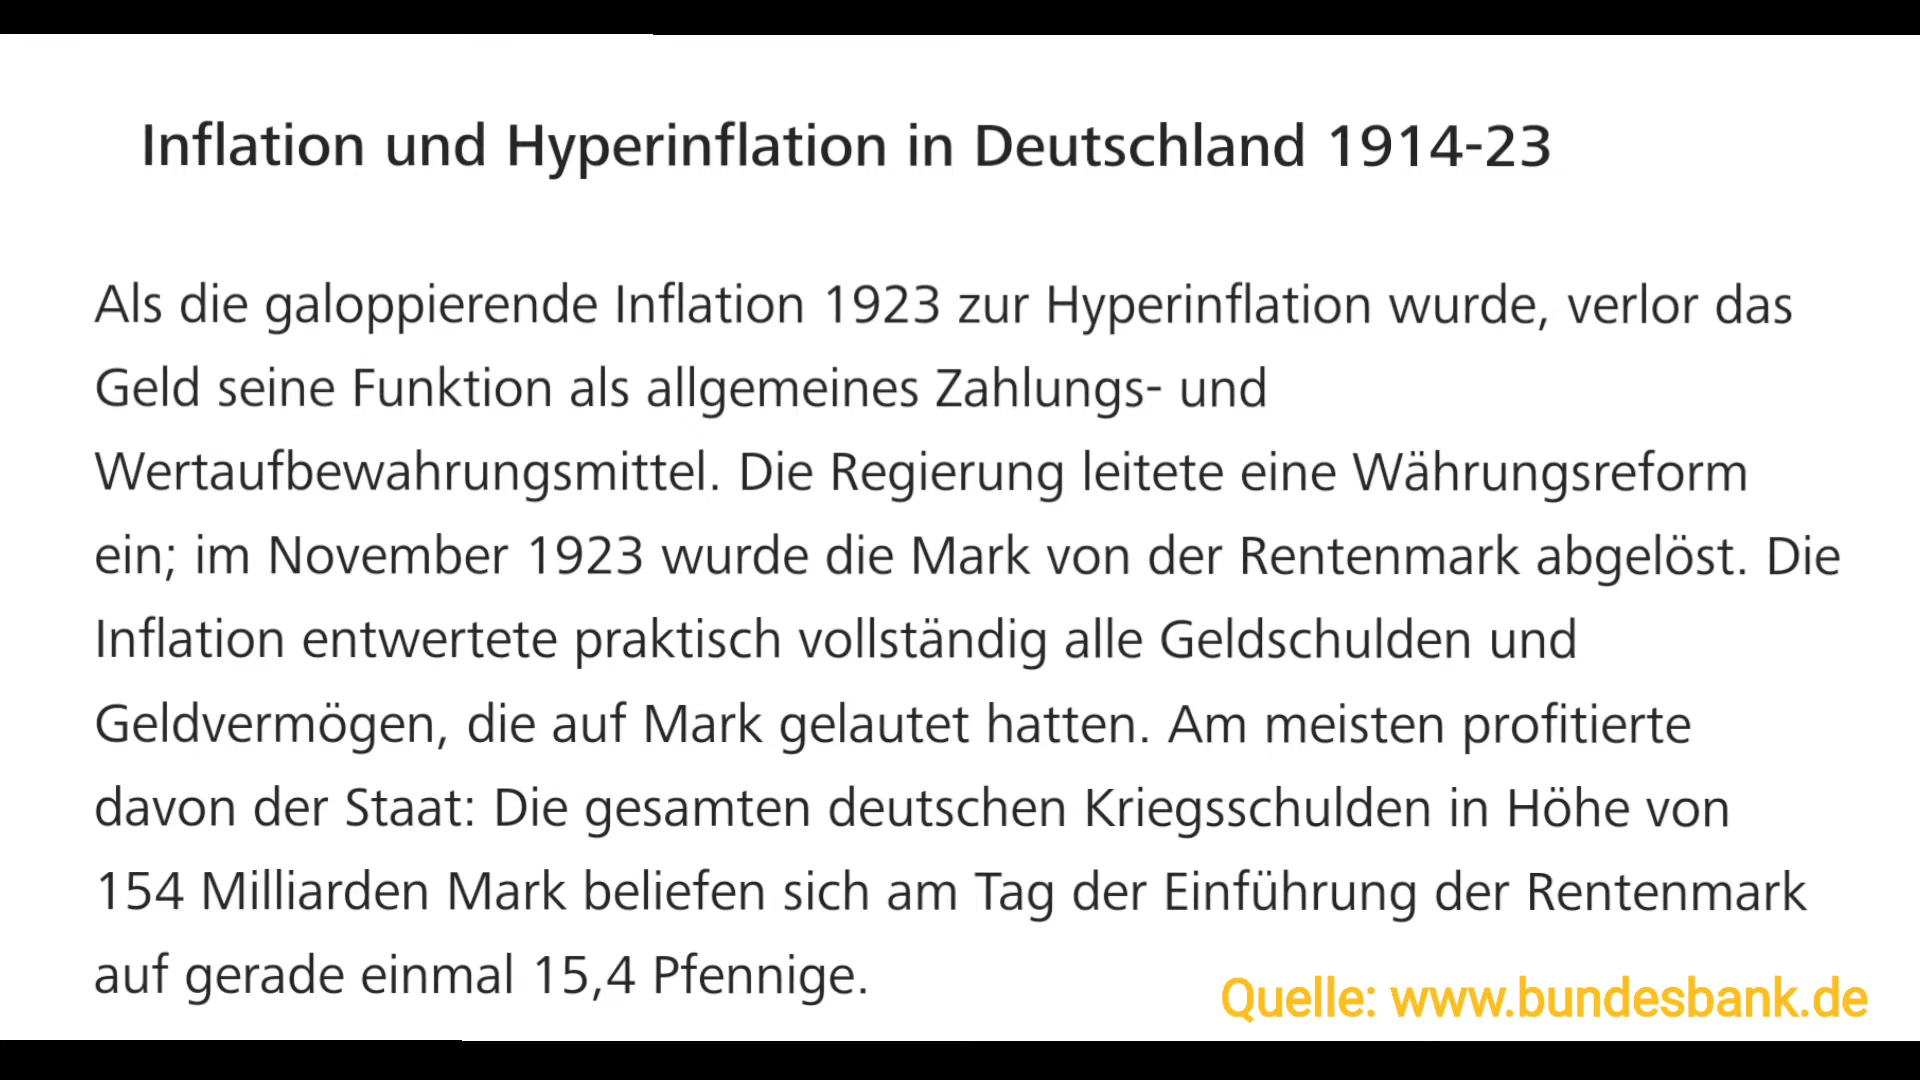 Inflation und Hyperinflation in Deutschland 1914-23
Als die galoppierende Inflation 1923 zur Hyperinflation wurde, verlor das
Geld seine Funktion als allgemeines Zahlungs- und
Wertaufbewahrungsmittel. Die Regierung leitete eine Währungsreform
ein; im November 1923 wurde die Mark von der Rentenmark abgelöst. Die
Inflation entwertete praktisch vollständig alle Geldschulden und
Geldvermögen, die auf Mark gelautet hatten. Am meisten profitierte
davon der Staat: Die gesamten deutschen Kriegsschulden in Höhe von
154 Milliarden Mark beliefen sich am Tag der Einführung der Rentenmark
auf gerade einmal 15,4 Pfennige.
Quelle: www.bundesbank.de